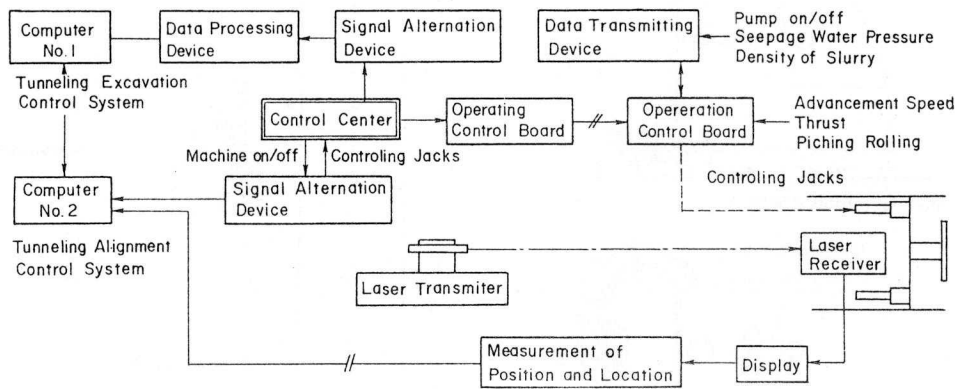 Computer
No. 1
Data Processing
Device
Signal Alternation
Device
Data Transmitting
Device
Pump on/off
Seepage Water Pressure
Density of Slurry
Tunneling Excavation
Control System
Control Center
Operating
Control Board
Opereration
Control Board
Advancement Speed
Thrust
Piching Rolling
Machine on/off
Controling Jacks
Computer
No. 2
Signal Alternation
Device
Controling Jacks
Tunneling Alignment
Control System
Laser Transmiter
Laser
Receiver
Measurement of
Position and Location
Display